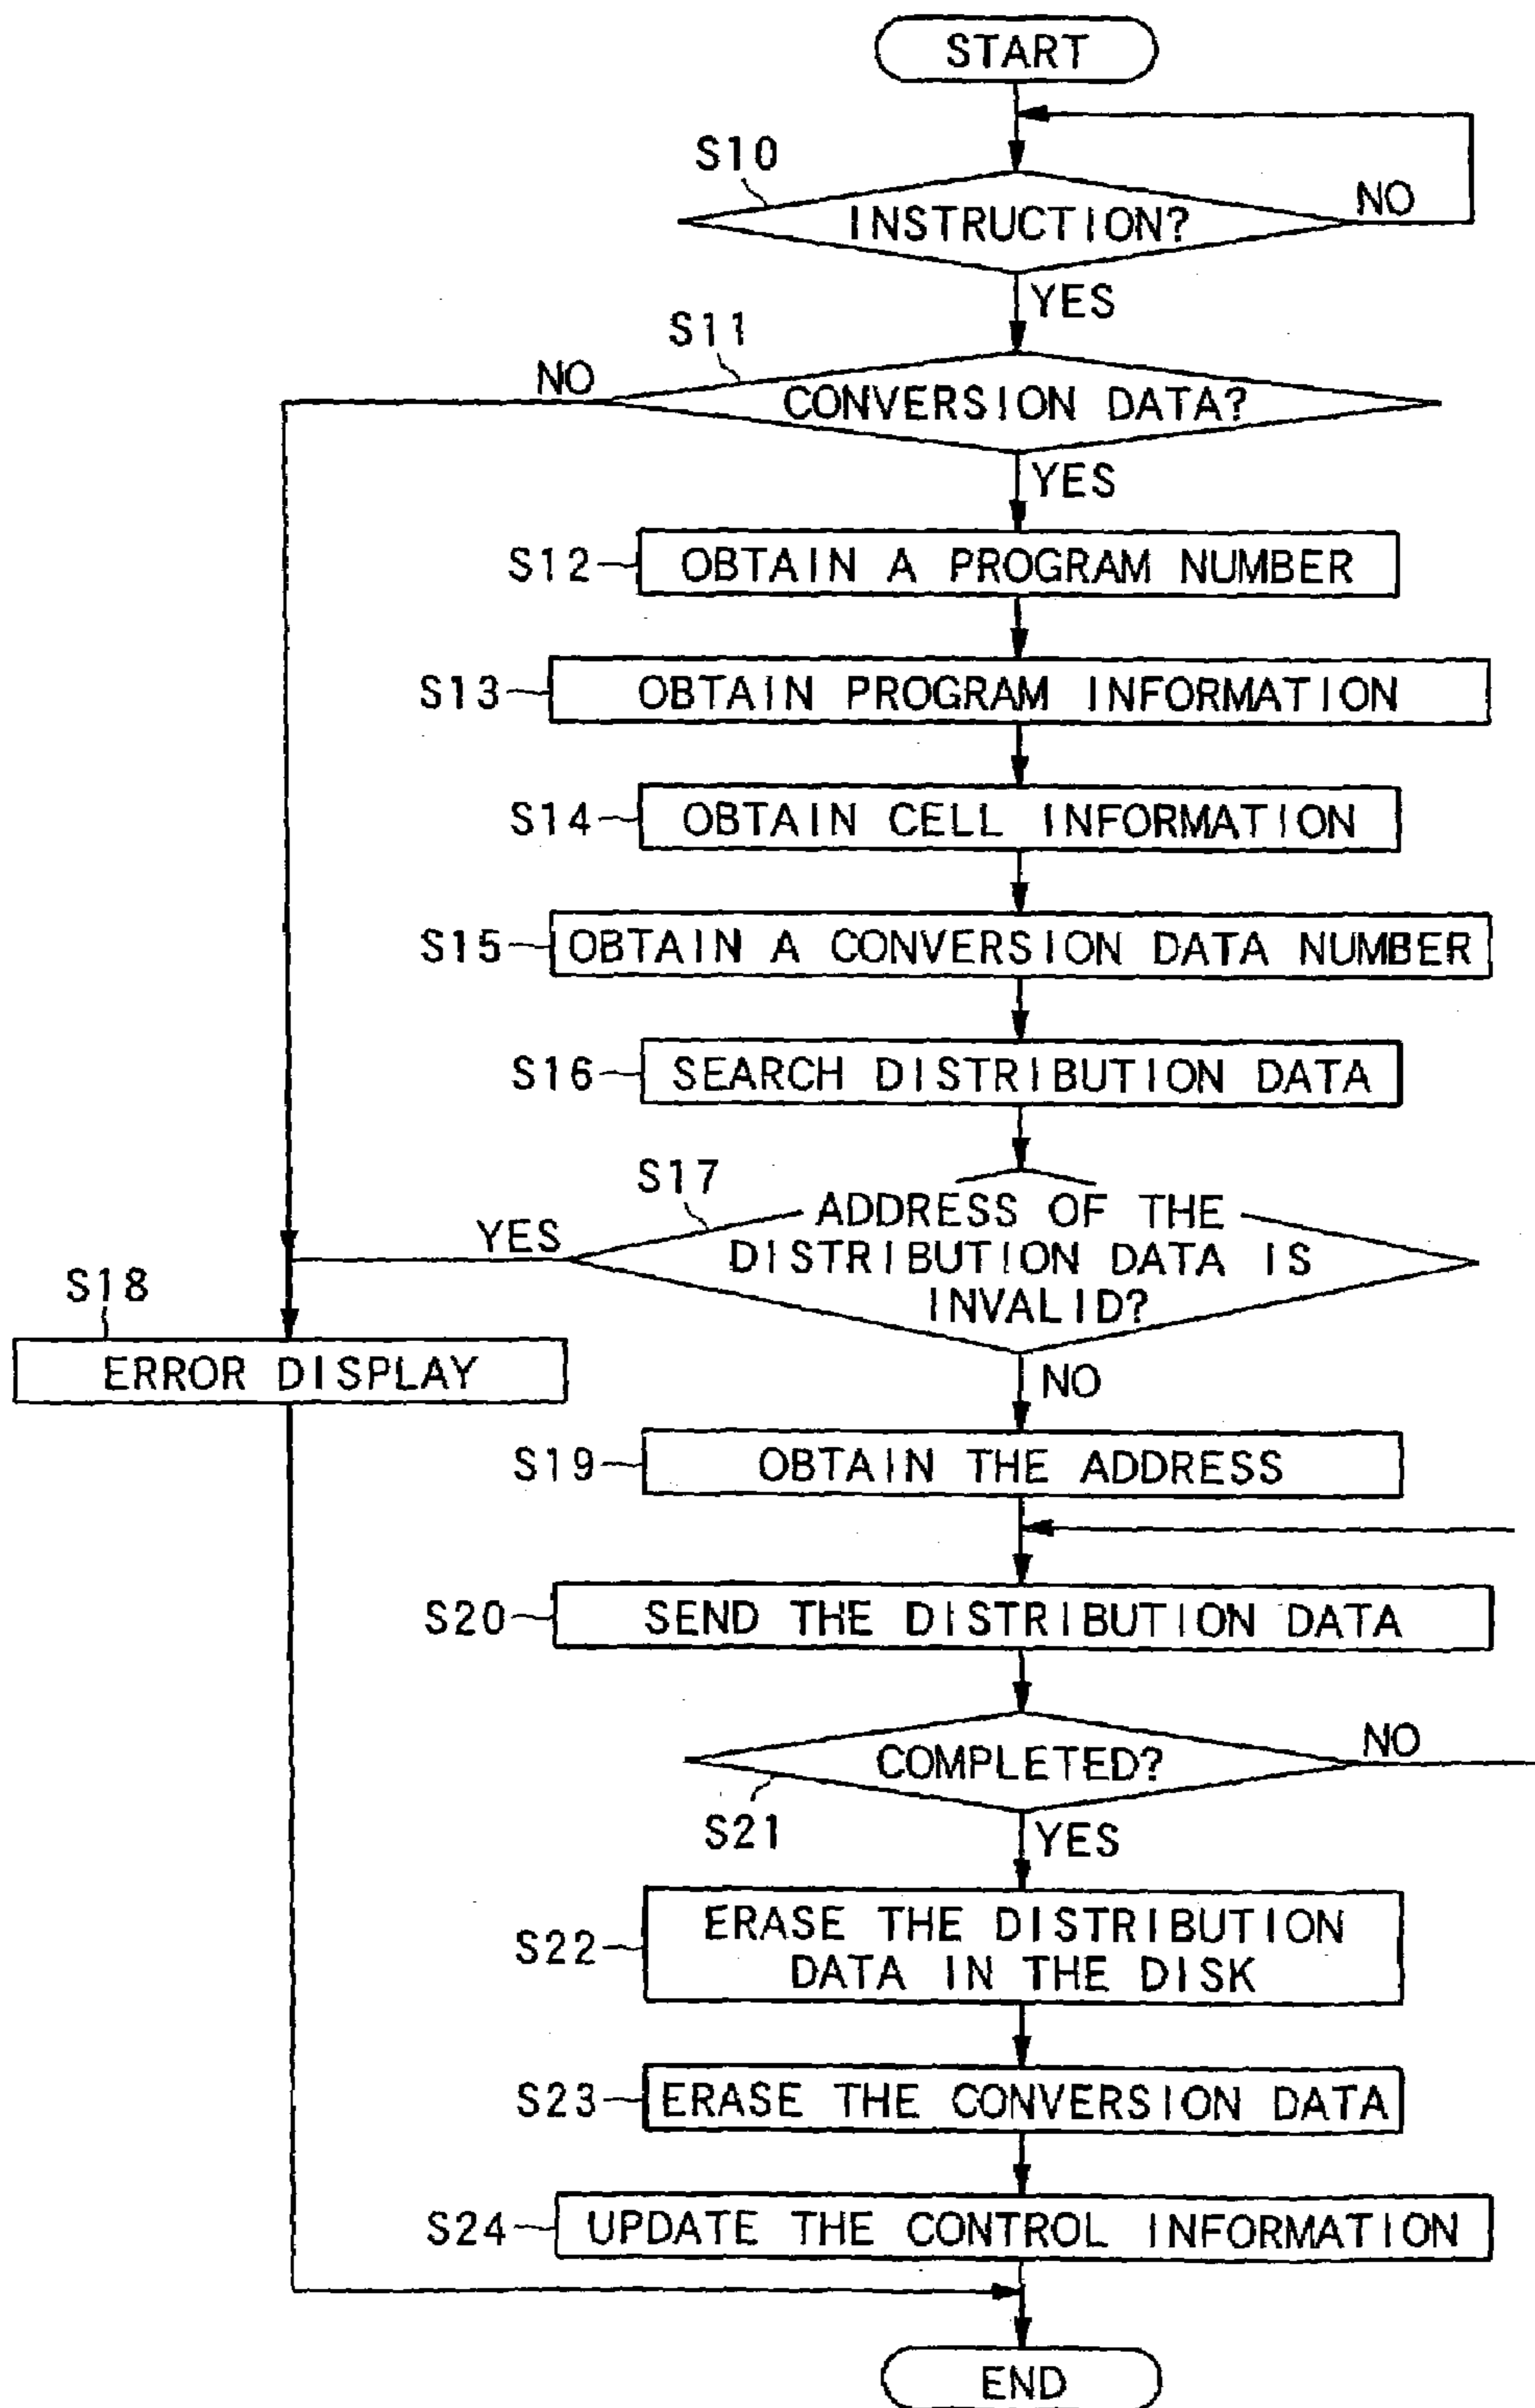 START
S10
INSTRUCTION?
NO
YES
S11
NO
CONVERSION DATA?
YES
S12
OBTAIN A PROGRAM NUMBER
S13
OBTAIN PROGRAM INFORMATION
S14
OBTAIN CELL INFORMATION
S15
OBTAIN A CONVERSION DATA NUMBER
S16
SEARCH DISTRIBUTION DATA
S17
YES
ADDRESS OF THE
DISTRIBUTION DATA IS
INVALID?
S18
ERROR DISPLAY
NO
S19
OBTAIN THE ADDRESS
S20
SEND THE DISTRIBUTION DATA
COMPLETED?
NO
S21
YES
S22
ERASE THE DISTRIBUTION
DATA IN THE DISK
S23
ERASE THE CONVERSION DATA
S24
UPDATE THE CONTROL INFORMATION
END